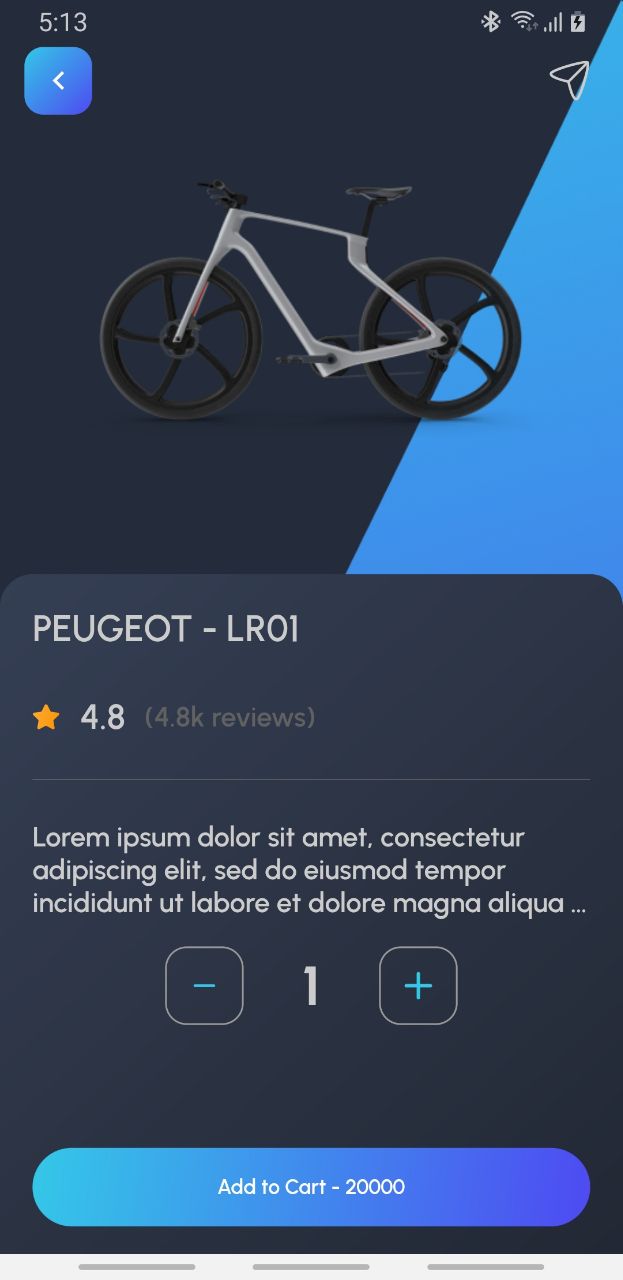 5:13
PEUGEOT - LR01
4.8 (4.8k reviews)
Lorem ipsum dolor sit amet, consectetur
adipiscing elit, sed do eiusmod tempor
incididunt ut labore et dolore magna aliqua ...
− 1 +
Add to Cart - 20000